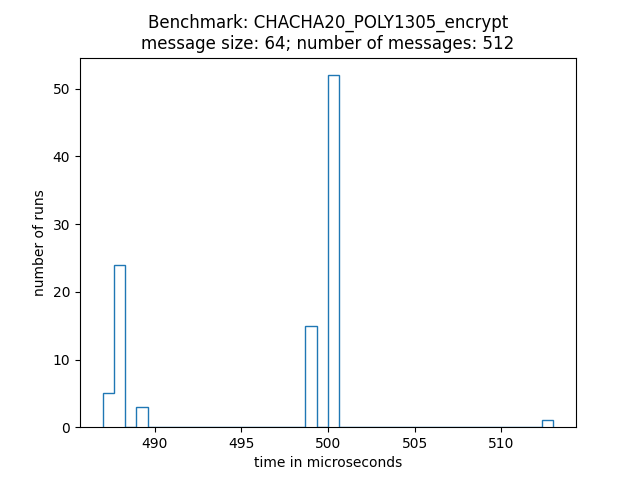 Benchmark: CHACHA20_POLY1305_encrypt
message size: 64; number of messages: 512
number of runs
50
40
30
20
10
0
490
495
500
505
510
time in microseconds